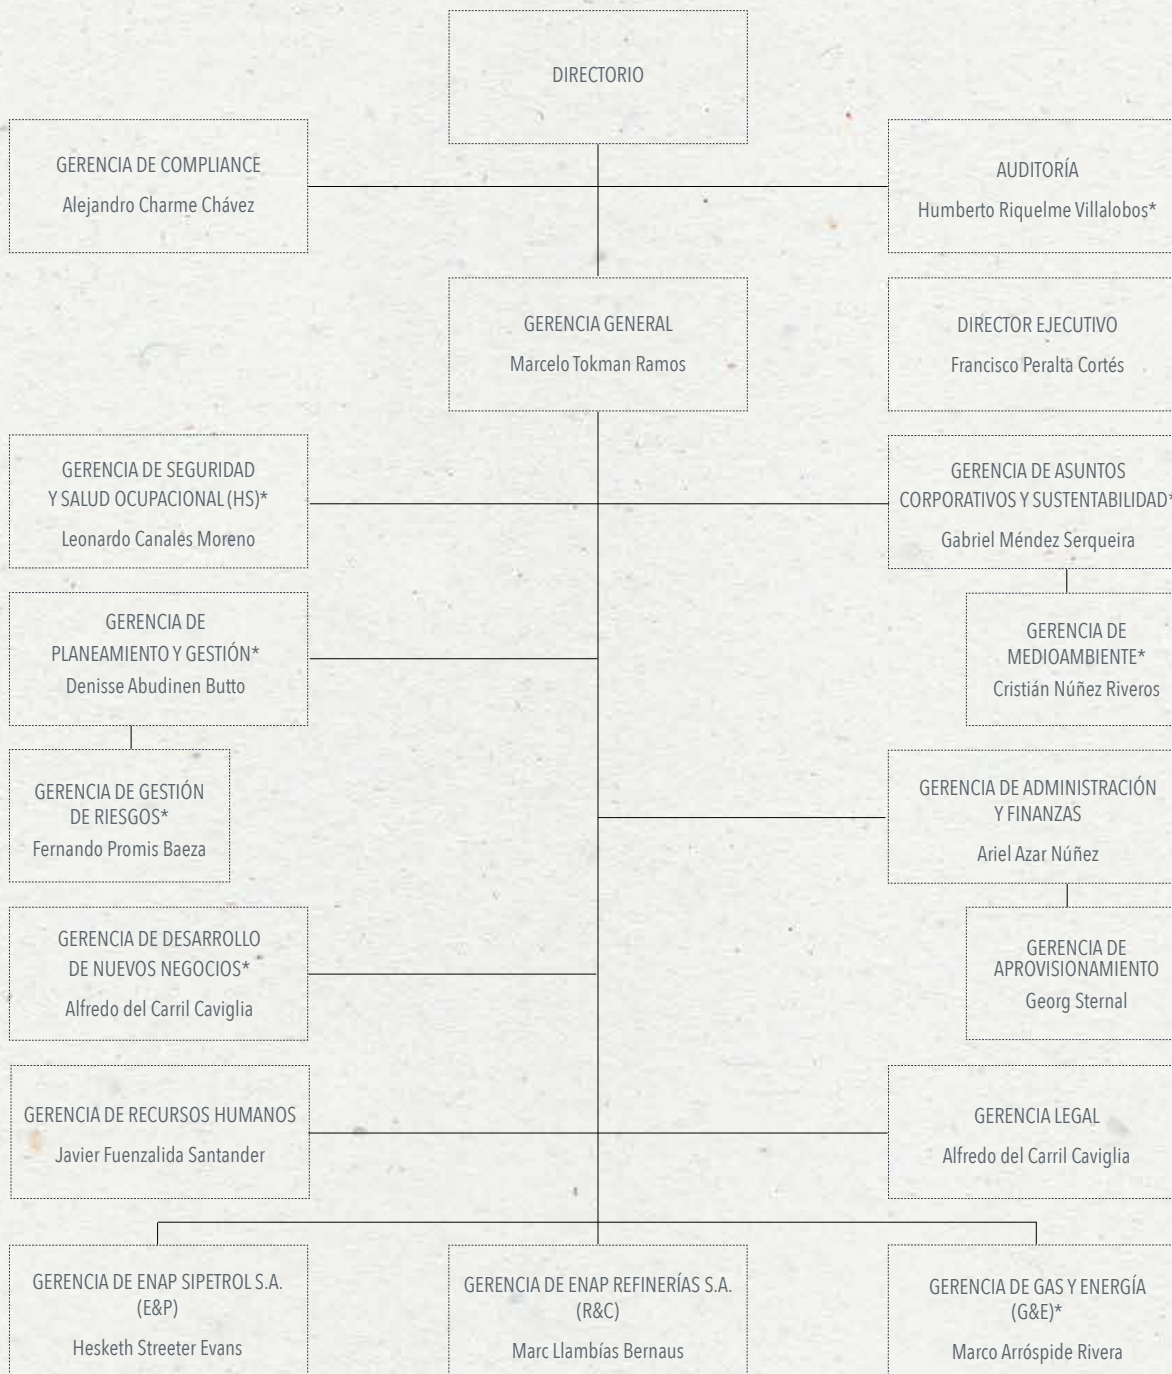 DIRECTORIO
GERENCIA DE COMPLIANCE
Alejandro Charme Chávez
AUDITORÍA
Humberto Riquelme Villalobos*
GERENCIA GENERAL
Marcelo Tokman Ramos
DIRECTOR EJECUTIVO
Francisco Peralta Cortés
GERENCIA DE SEGURIDAD
Y SALUD OCUPACIONAL (HS)*
Leonardo Canales Moreno
GERENCIA DE ASUNTOS
CORPORATIVOS Y SUSTENTABILIDAD*
Gabriel Méndez Serqueira
GERENCIA DE
PLANEAMIENTO Y GESTIÓN*
Denisse Abudinen Butto
GERENCIA DE
MEDIOAMBIENTE*
Cristián Núñez Riveros
GERENCIA DE GESTIÓN
DE RIESGOS*
Fernando Promis Baeza
GERENCIA DE ADMINISTRACIÓN
Y FINANZAS
Ariel Azar Núñez
GERENCIA DE DESARROLLO
DE NUEVOS NEGOCIOS*
Alfredo del Carril Caviglia
GERENCIA DE
APROVISIONAMIENTO
Georg Sternal
GERENCIA DE RECURSOS HUMANOS
Javier Fuenzalida Santander
GERENCIA LEGAL
Alfredo del Carril Caviglia
GERENCIA DE ENAP SIPETROL S.A.
(E&P)
Hesketh Streeter Evans
GERENCIA DE ENAP REFINERÍAS S.A.
(R&C)
Marc Llambías Bernaus
GERENCIA DE GAS Y ENERGÍA
(G&E)*
Marco Arróspide Rivera